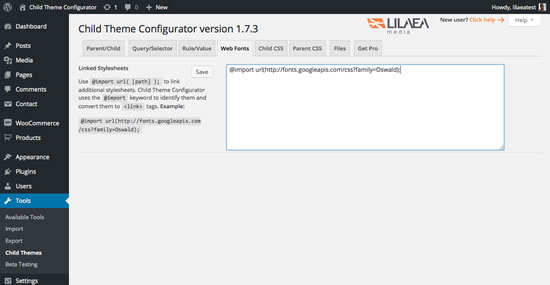 Child Theme Configurator 1 0 + New Howdy, lilaeatest
Dashboard
Posts
Media
Pages
Comments
Contact
WooCommerce
Products
Appearance
Plugins
Users
Tools
Available Tools
Import
Export
Child Themes
Beta Testing
Settings
Child Theme Configurator version 1.7.3
LILAEA
media
New user? Click help
Help
Parent/Child Query/Selector Rule/Value Web Fonts Child CSS Parent CSS Files Get Pro
Linked Stylesheets
Save
Use @import url( [path] ); to link
additional stylesheets. Child Theme Configurator
uses the @import keyword to identify them and
convert them to <link> tags. Example:
@import url(http://fonts.googleapis.com
/css?family=Oswald);
@import url(http://fonts.googleapis.com/css?family=Oswald);